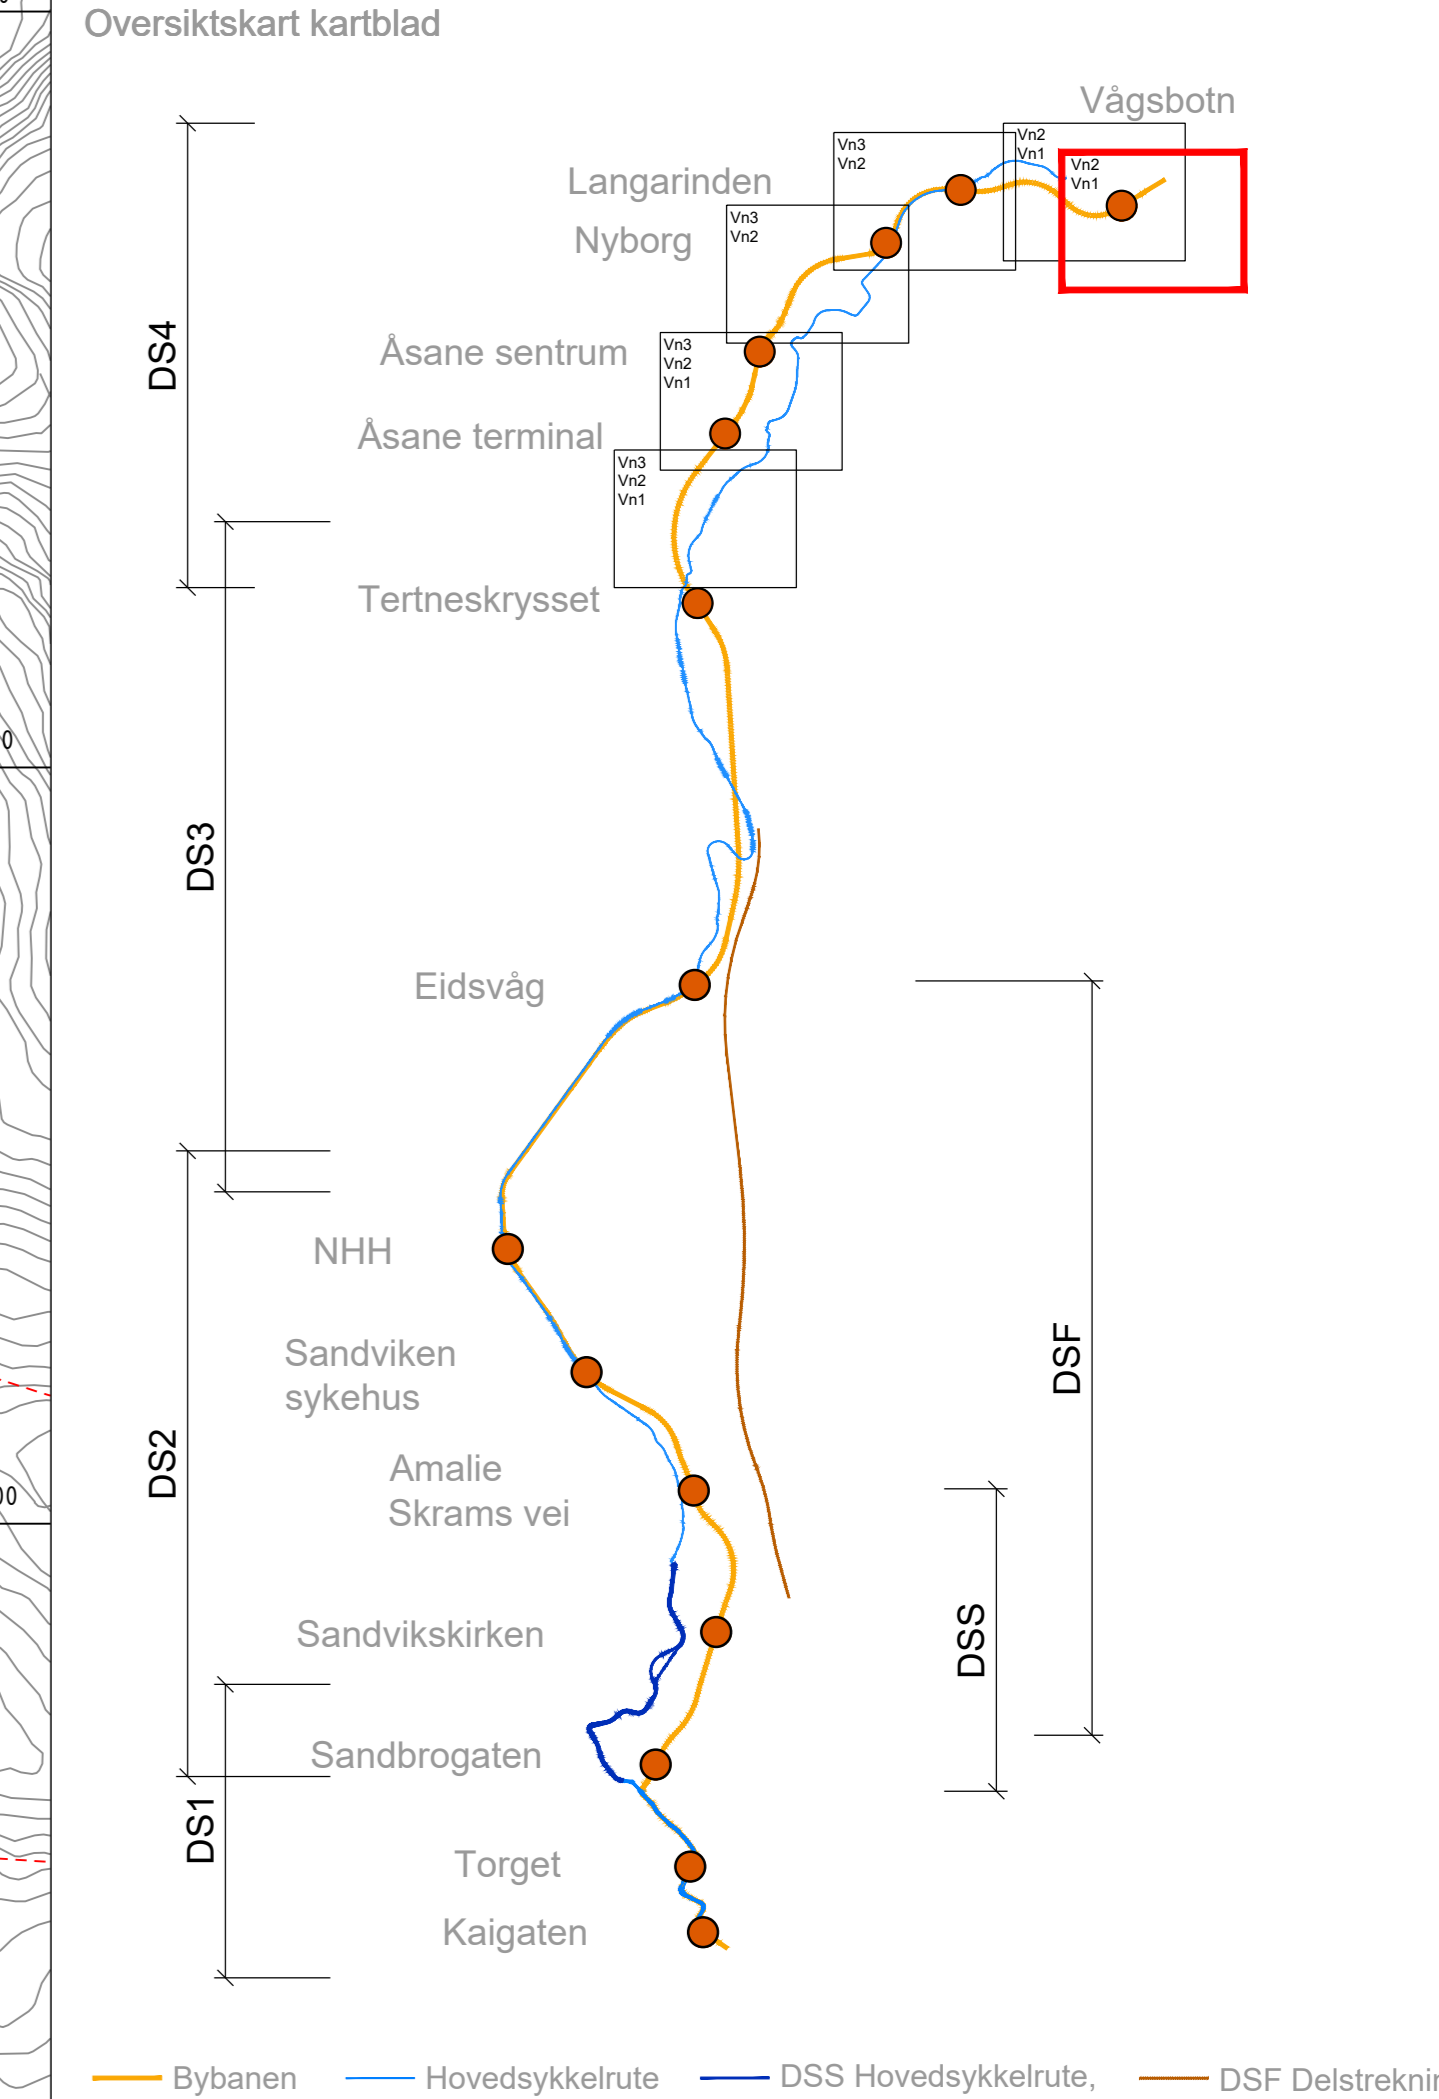 Oversiktskart kartblad
Vågsbotn
Vn2
Vn1
Vn2
Vn1
Vn3
Vn2
Langarinden
Vn3
Vn2
Nyborg
DS4
Åsane sentrum
Vn3
Vn2
Vn1
Åsane terminal
Vn3
Vn2
Vn1
Tertneskrysset
DS3
Eidsvåg
NHH
Sandviken
sykehus
DSF
DS2
Amalie
Skrams vei
Sandvikskirken
DSS
Sandbrogaten
DS1
Torget
Kaigaten
Bybanen
Hovedsykkelrute
DSS Hovedsykkelrute,
DSF